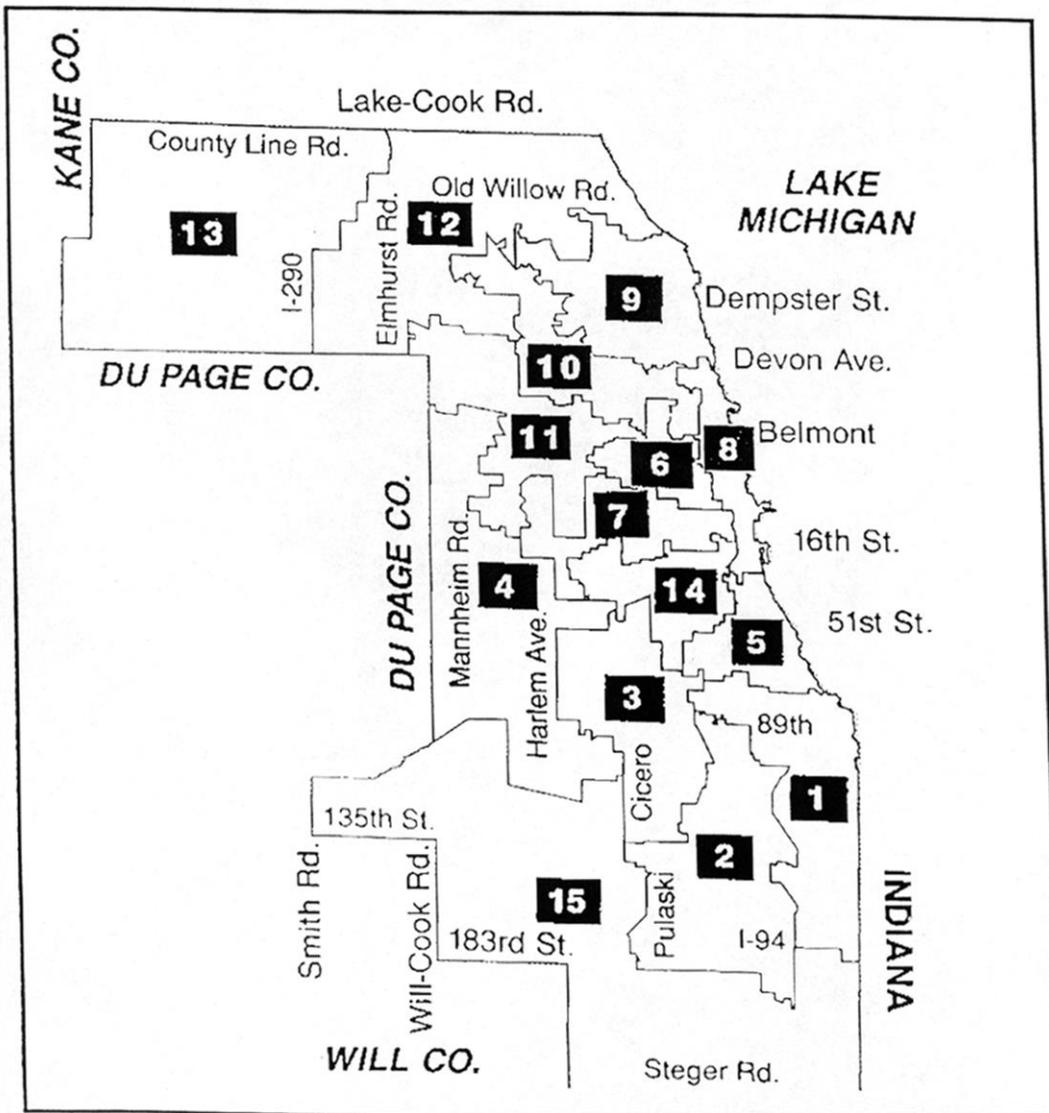 KANE CO.
Lake-Cook Rd.
County Line Rd.
LAKE
MICHIGAN
Old Willow Rd.
12
13
Elmhurst Rd.
I-290
9
Dempster St.
Devon Ave.
10
DU PAGE CO.
Belmont
11
8
6
7
DU PAGE CO.
16th St.
Mannheim Rd.
4
14
51st St.
5
Harlem Ave.
3
89th
Cicero
1
135th St.
2
Smith Rd.
Will-Cook Rd.
15
Pulaski
INDIANA
183rd St.
I-94
WILL CO.
Steger Rd.